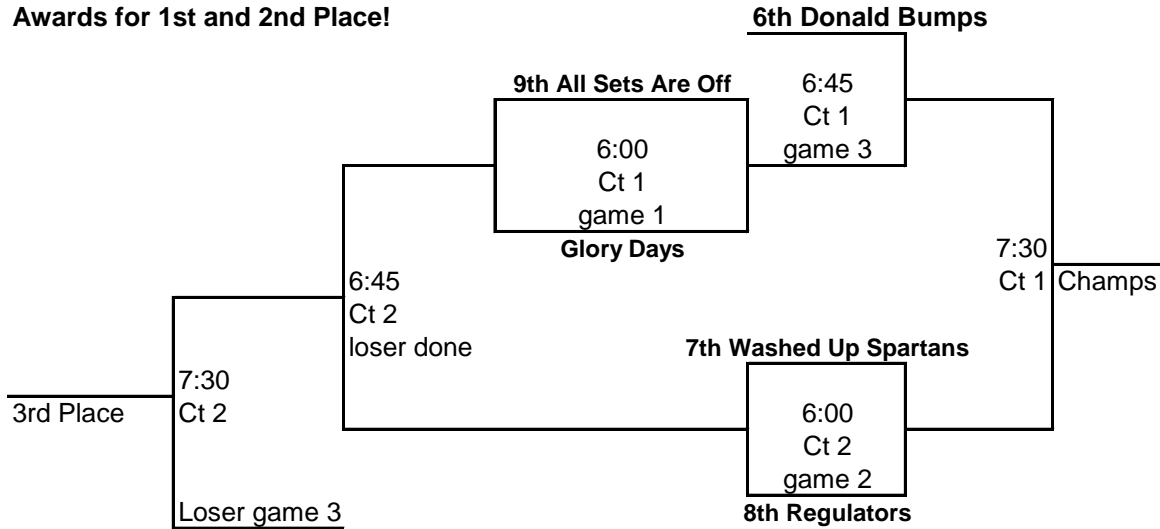 Awards for 1st and 2nd Place!
6th Donald Bumps
9th All Sets Are Off
6:45
Ct 1
game 3
6:00
Ct 1
game 1
Glory Days
7:30
Ct 1
Champs
6:45
Ct 2
loser done
7th Washed Up Spartans
7:30
Ct 2
3rd Place
6:00
Ct 2
game 2
Loser game 3
8th Regulators